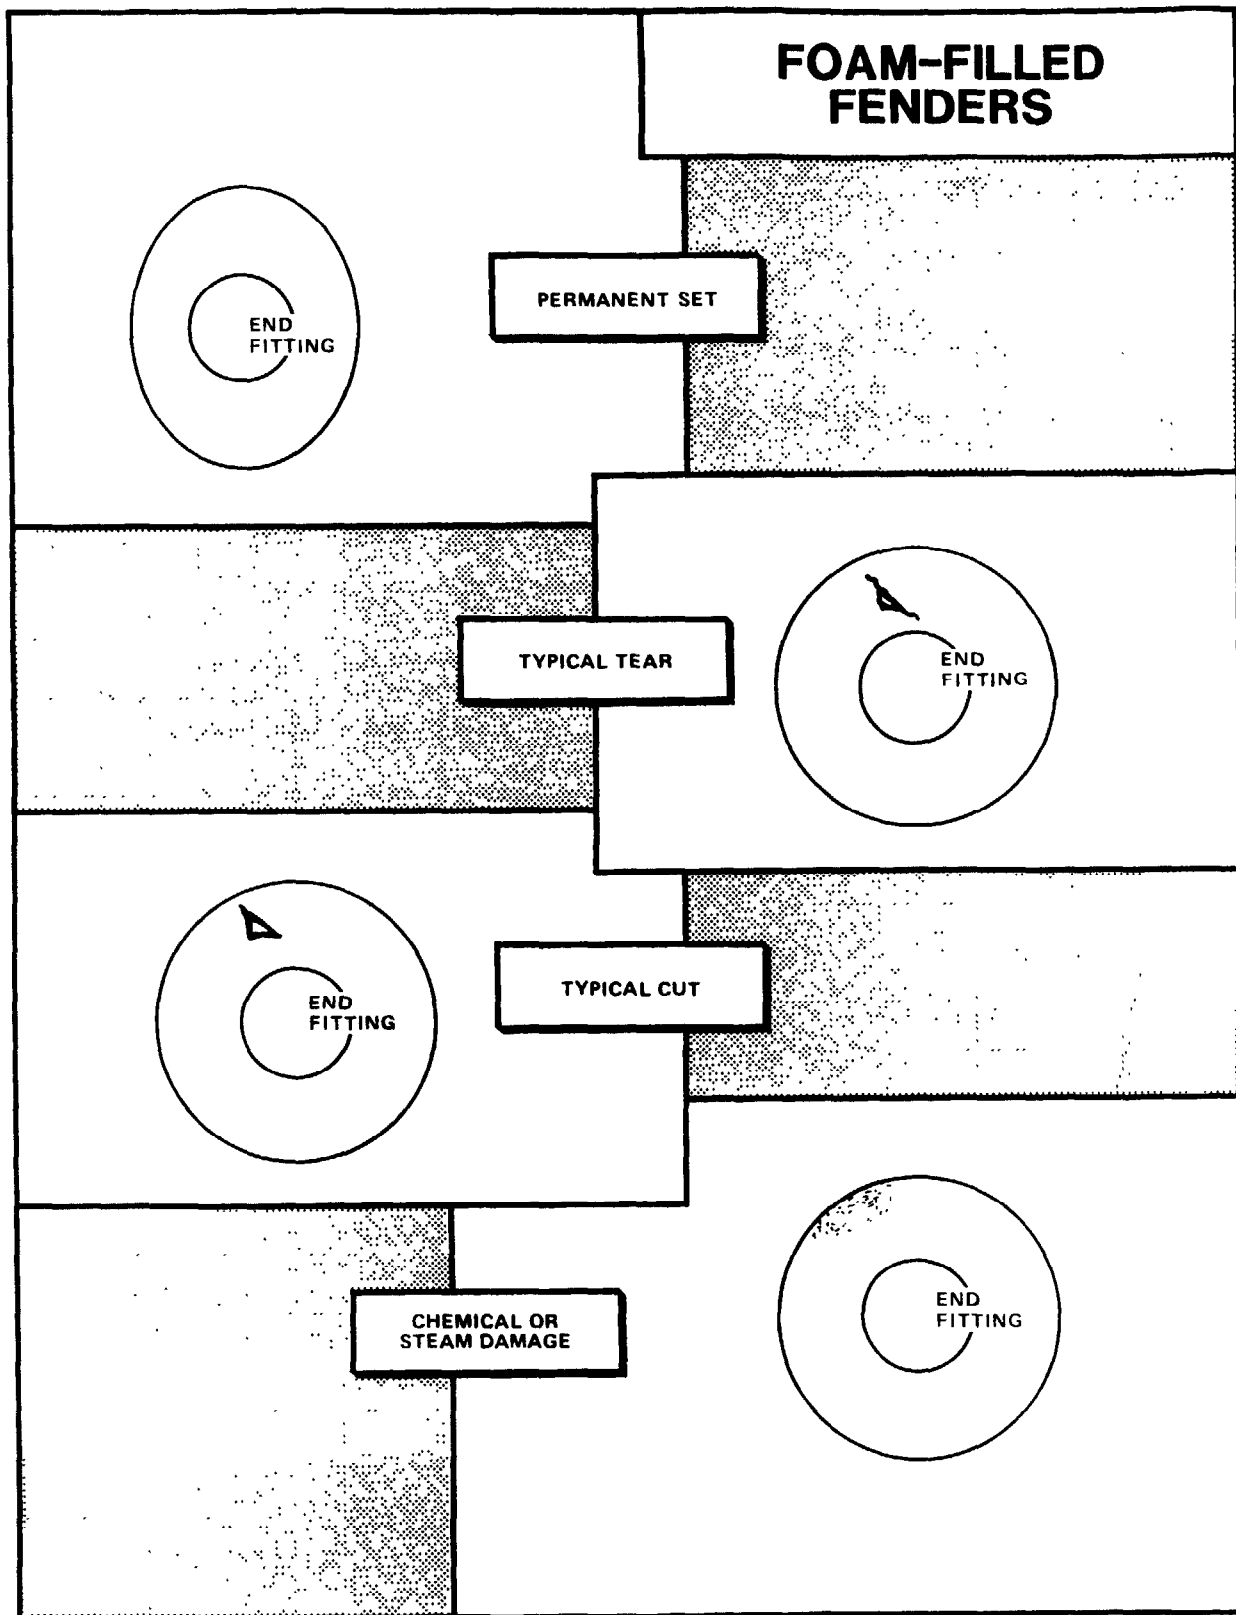 FOAM-FILLED
FENDERS
PERMANENT SET
END
FITTING
TYPICAL TEAR
END
FITTING
TYPICAL CUT
END
FITTING
CHEMICAL OR
STEAM DAMAGE
END
FITTING